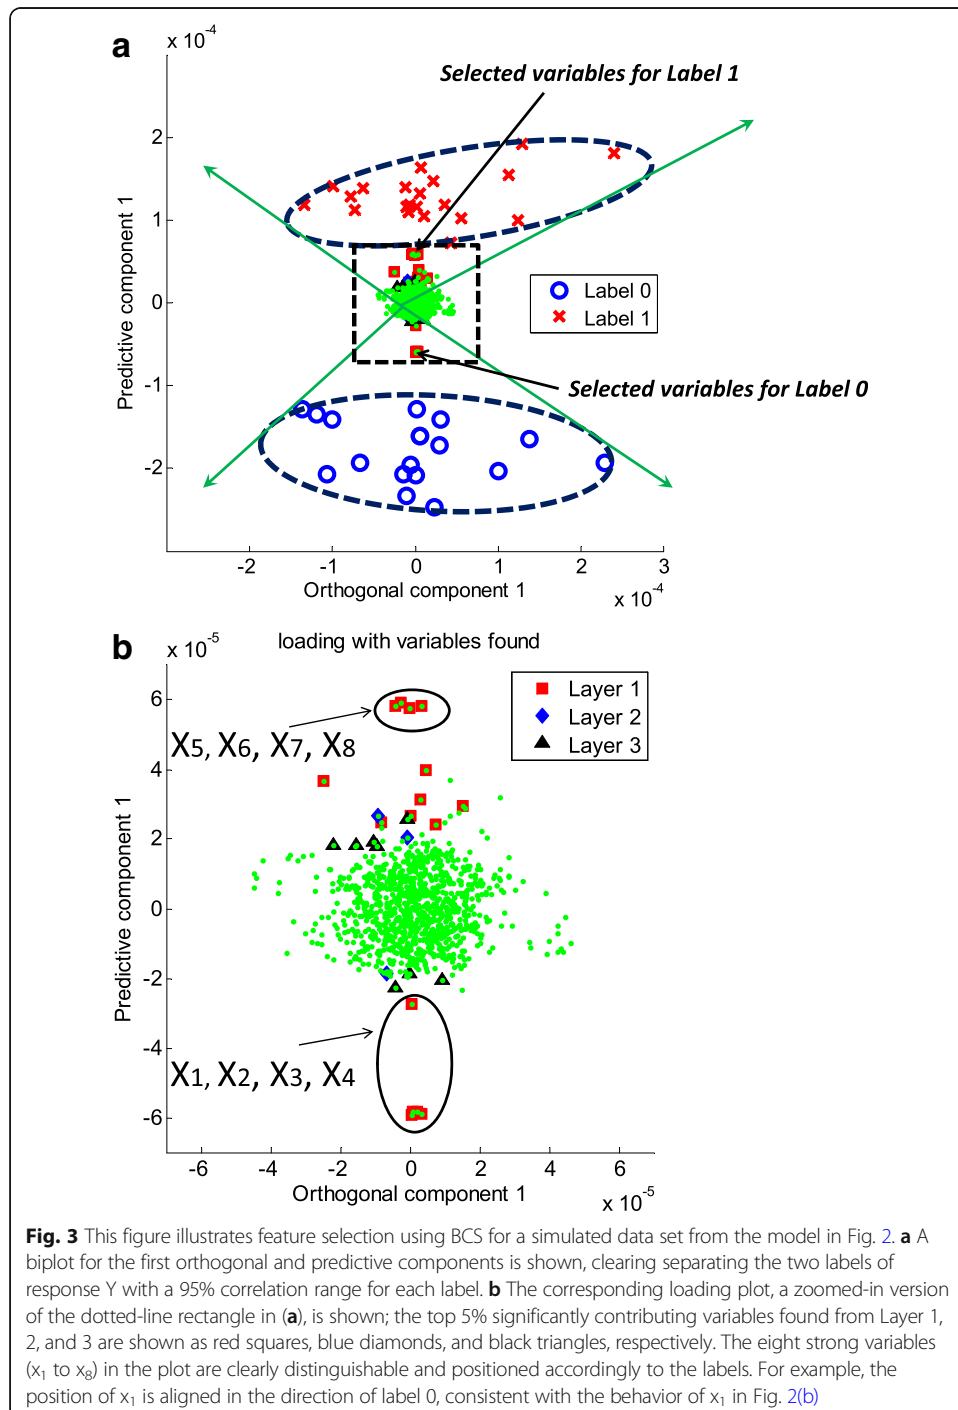 a
x 10⁻⁴
Selected variables for Label 1
2
1
0
-1
-2
Predictive component 1
Label 0
Label 1
Selected variables for Label 0
-2 -1 0 1 2 3
Orthogonal component 1
x 10⁻⁴
b
x 10⁻⁵
loading with variables found
6
4
2
0
-2
-4
-6
Predictive component 1
Layer 1
Layer 2
Layer 3
X5, X6, X7, X8
X1, X2, X3, X4
-6 -4 -2 0 2 4 6
Orthogonal component 1
x 10⁻⁵
Fig. 3 This figure illustrates feature selection using BCS for a simulated data set from the model in Fig. 2. a A
biplot for the first orthogonal and predictive components is shown, clearing separating the two labels of
response Y with a 95% correlation range for each label. b The corresponding loading plot, a zoomed-in version
of the dotted-line rectangle in (a), is shown; the top 5% significantly contributing variables found from Layer 1,
2, and 3 are shown as red squares, blue diamonds, and black triangles, respectively. The eight strong variables
(x₁ to x₈) in the plot are clearly distinguishable and positioned accordingly to the labels. For example, the
position of x₁ is aligned in the direction of label 0, consistent with the behavior of x₁ in Fig. 2(b)